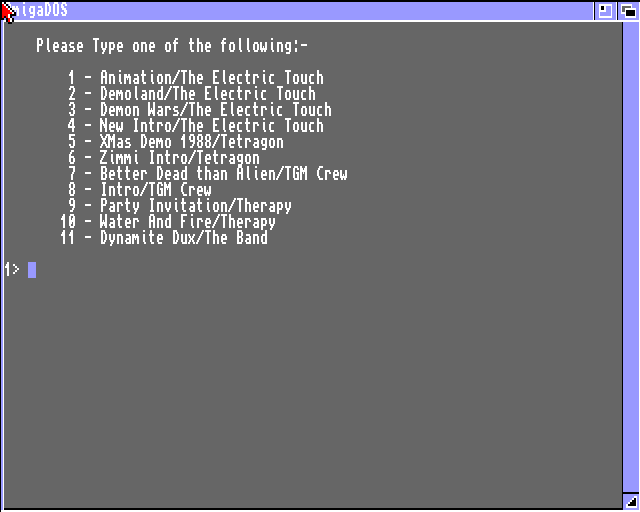 AmigaDOS
Please Type one of the following:-
1 - Animation/The Electric Touch
2 - Demoland/The Electric Touch
3 - Demon Wars/The Electric Touch
4 - New Intro/The Electric Touch
5 - XMas Demo 1988/Tetragon
6 - Zimmi Intro/Tetragon
7 - Better Dead than Alien/TGM Crew
8 - Intro/TGM Crew
9 - Party Invitation/Therapy
10 - Water And Fire/Therapy
11 - Dynamite Dux/The Band
1>